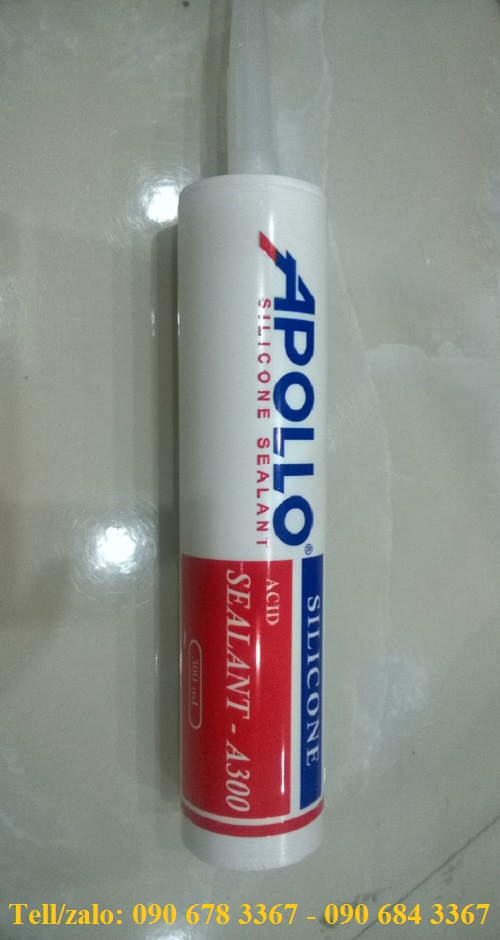 APOLLO®
SILICONE SEALANT
SILICONE
ACID
SEALANT - A300
300 ml
Tell/zalo: 090 678 3367 - 090 684 3367